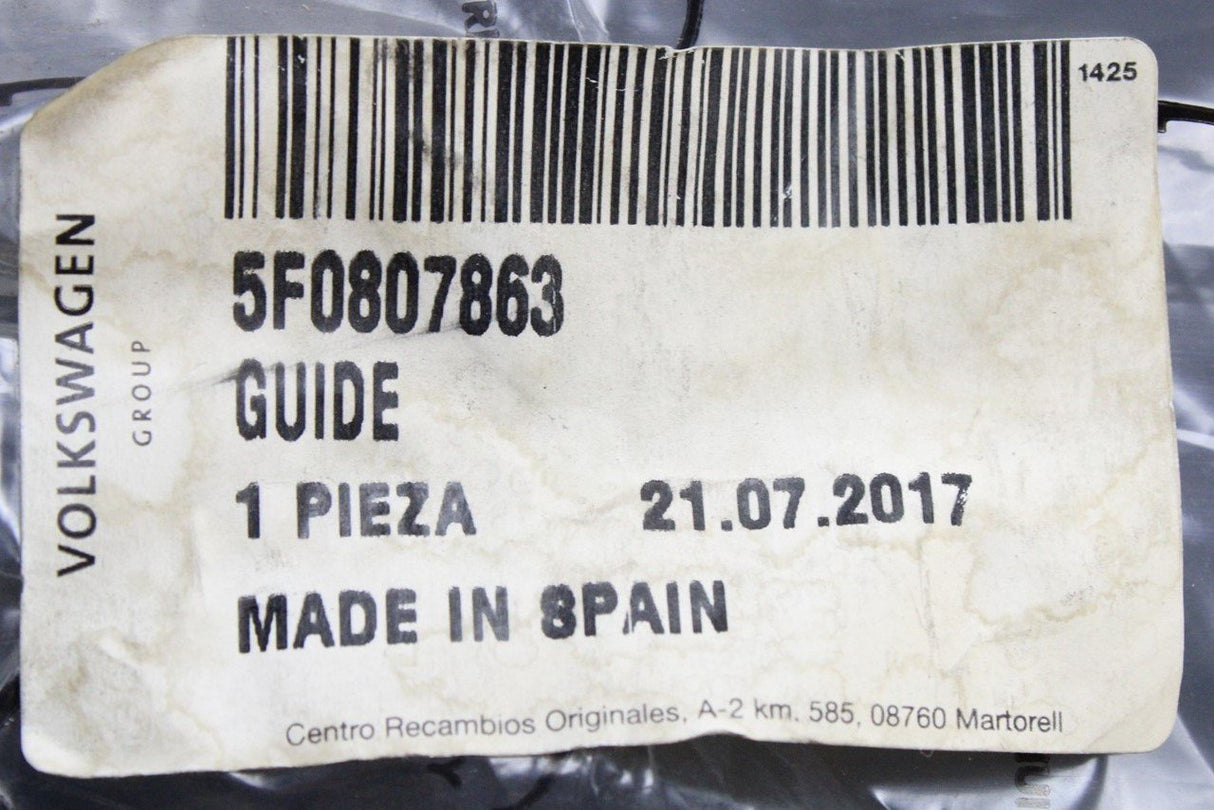 1425
VOLKSWAGEN
GROUP
5F0807863
GUIDE
1 PIEZA 21.07.2017
MADE IN SPAIN
Centro Recambios Originales, A-2 km. 585, 08760 Martorell